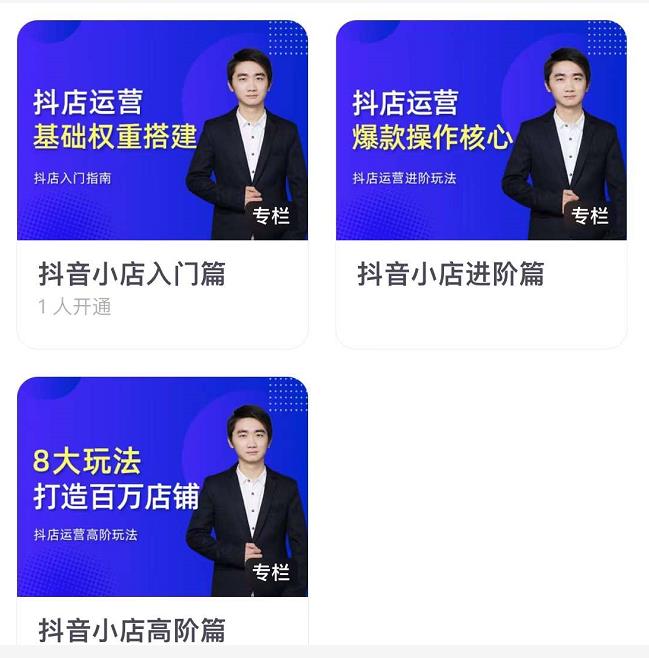 抖店运营
基础权重搭建
抖店入门指南
专栏
抖音小店入门篇
1 人开通
抖店运营
爆款操作核心
抖店运营进阶玩法
专栏
抖音小店进阶篇
8大玩法
打造百万店铺
抖店运营高阶玩法
专栏
抖音小店高阶篇